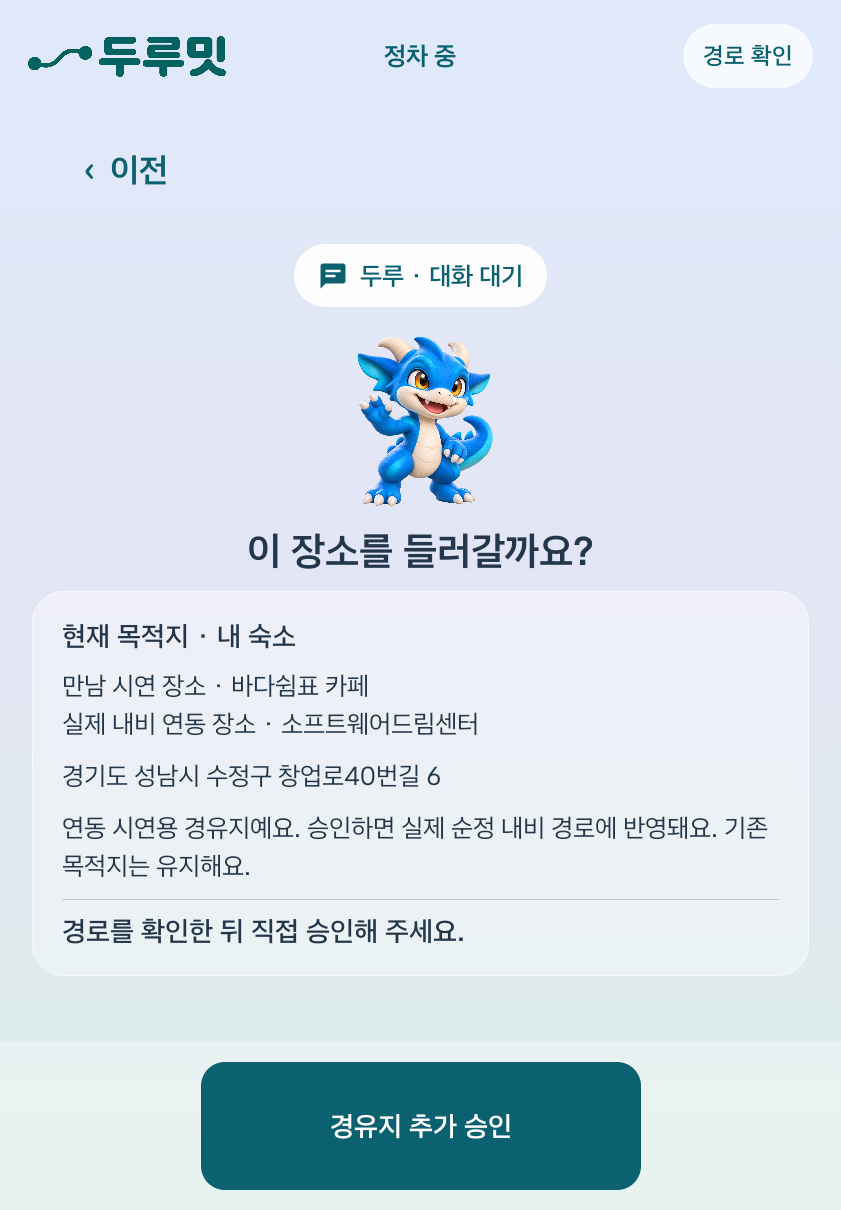 두루밋
정차 중
경로 확인
‹ 이전
두루 · 대화 대기
이 장소를 들러갈까요?
현재 목적지 · 내 숙소
만남 시연 장소 · 바다쉼표 카페
실제 내비 연동 장소 · 소프트웨어드림센터
경기도 성남시 수정구 창업로40번길 6
연동 시연용 경유지예요. 승인하면 실제 순정 내비 경로에 반영돼요. 기존
목적지는 유지해요.
경로를 확인한 뒤 직접 승인해 주세요.
경유지 추가 승인